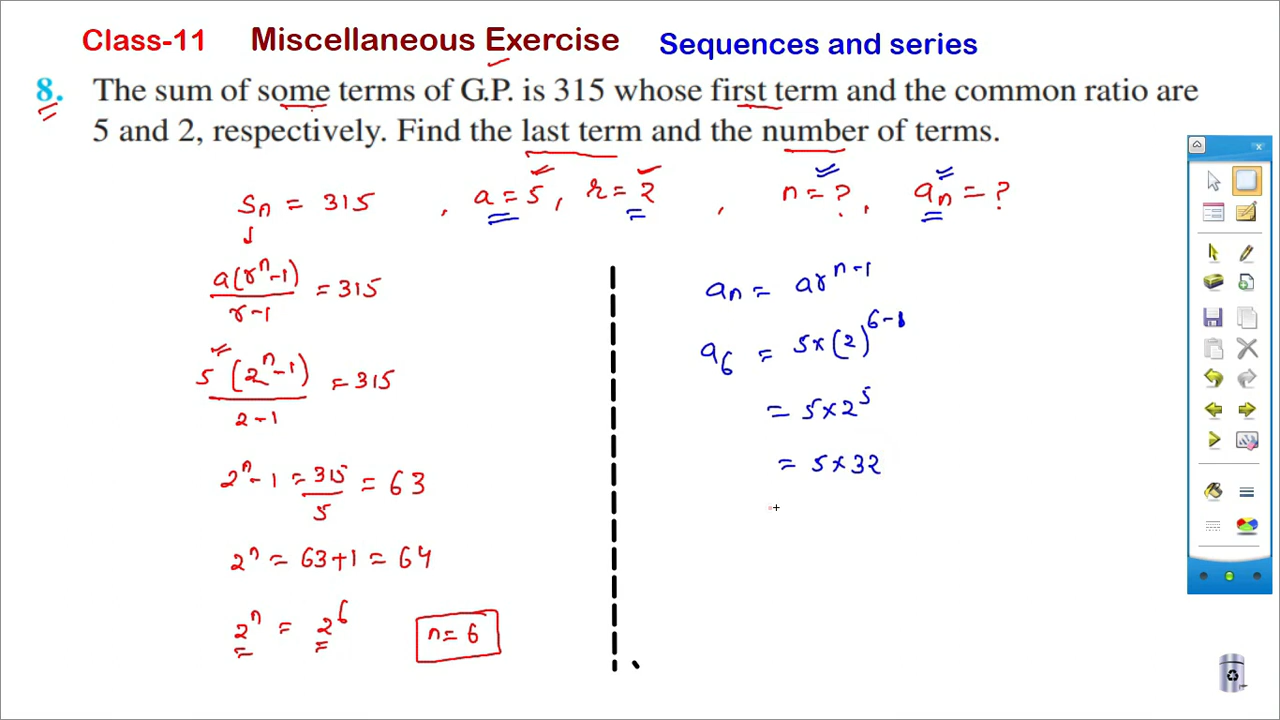 Class-11 Miscellaneous Exercise Sequences and series
8. The sum of some terms of G.P. is 315 whose first term and the common ratio are
5 and 2, respectively. Find the last term and the number of terms.
Sn = 315 , a = 5, r = 2 , n = ?, an = ?
a(r^n-1)/r-1 = 315
5(2^n-1)/2-1 = 315
2^n-1 = 315/5 = 63
2^n = 63+1 = 64
2^n = 2^6 n = 6
an = ar^n-1
a6 = 5×(2)^6-1
= 5×2^5
= 5×32